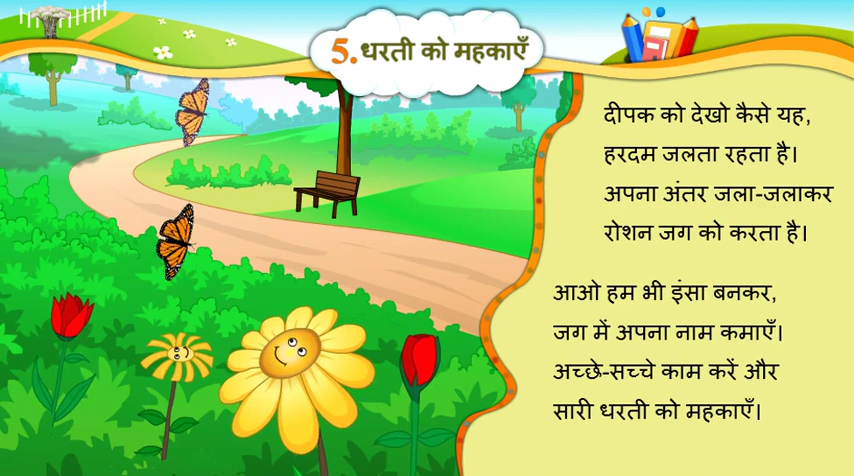 5.धरती को महकाएँ
दीपक को देखो कैसे यह,
हरदम जलता रहता है।
अपना अंतर जला-जलाकर
रोशन जग को करता है।
आओ हम भी इंसा बनकर,
जग में अपना नाम कमाएँ।
अच्छे-सच्चे काम करें और
सारी धरती को महकाएँ।